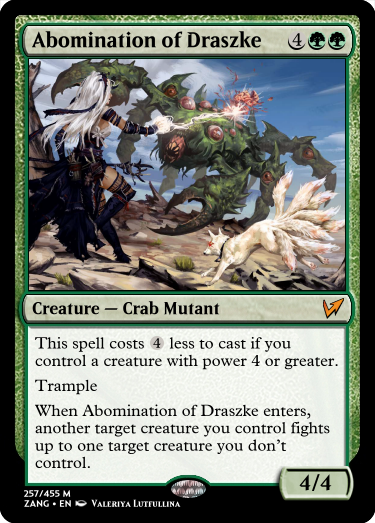 Abomination of Draszke 4
Creature — Crab Mutant
This spell costs 4 less to cast if you
control a creature with power 4 or greater.
Trample
When Abomination of Draszke enters,
another target creature you control fights
up to one target creature you don't
control.
4/4
257/455 M
ZANG • EN Valeriya Lutfullina